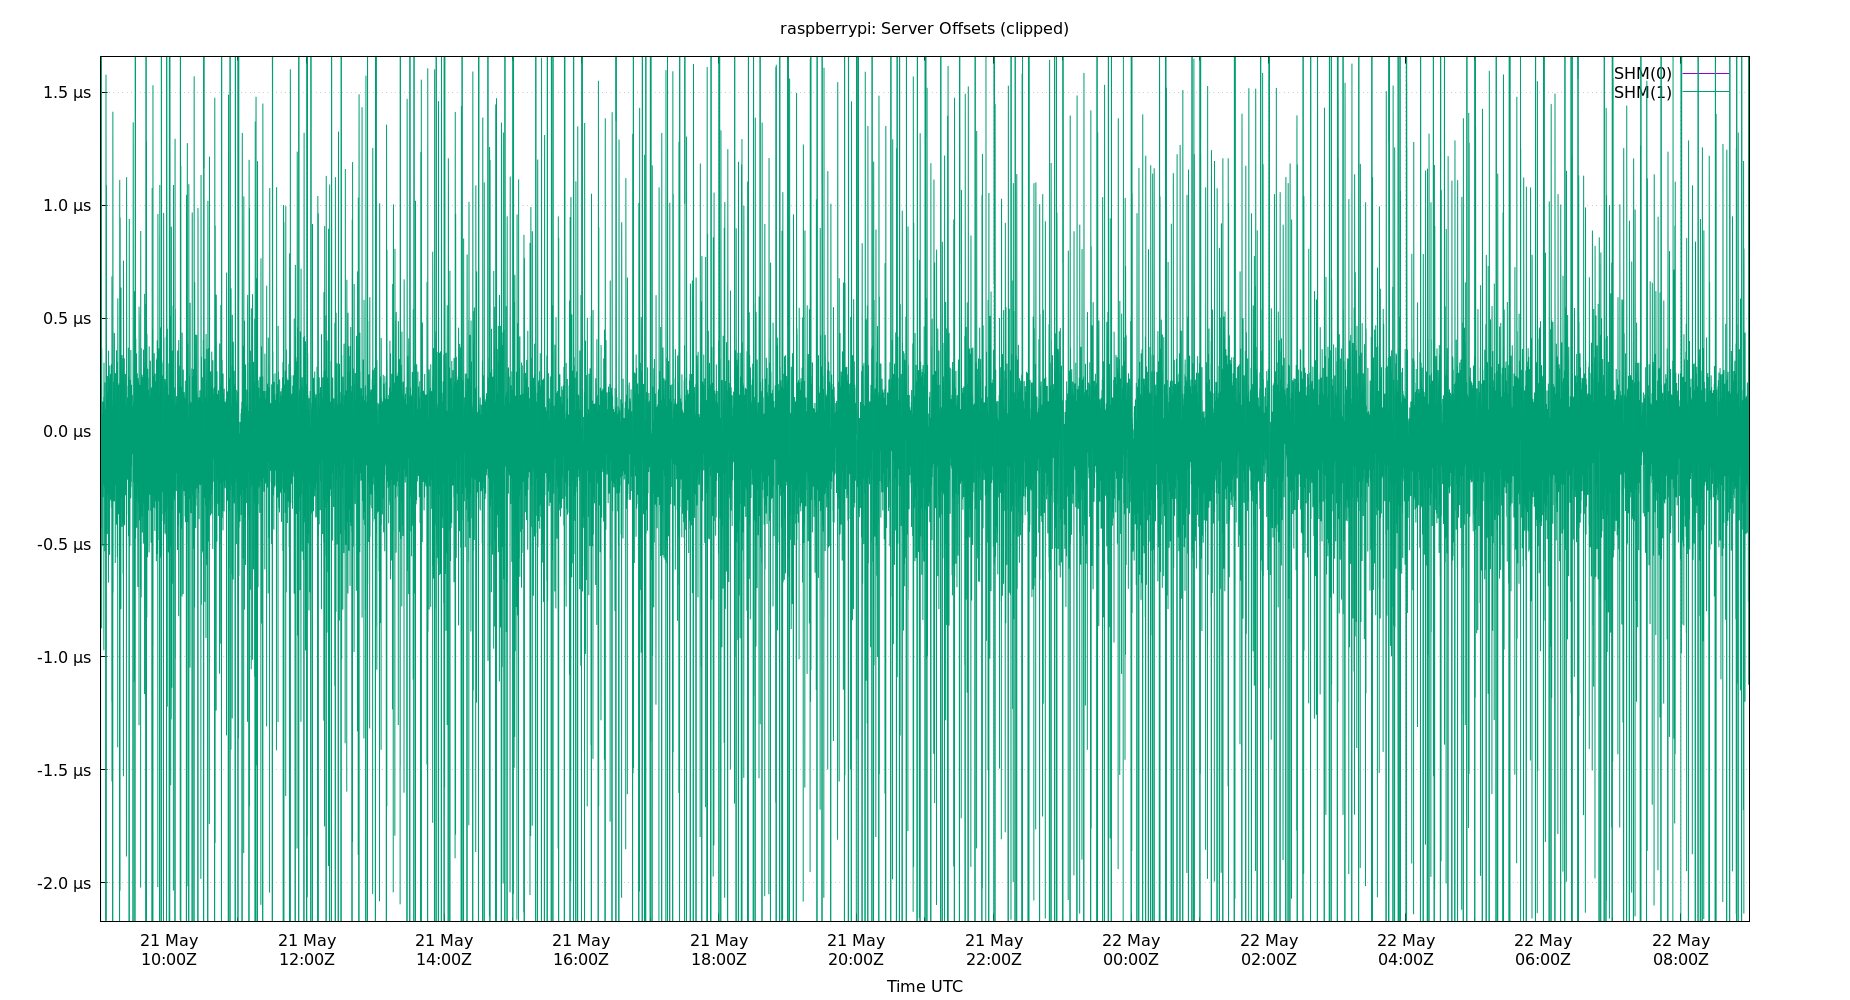 raspberrypi: Server Offsets (clipped)
SHM(0)
SHM(1)
1.5 μs
1.0 μs
0.5 μs
0.0 μs
-0.5 μs
-1.0 μs
-1.5 μs
-2.0 μs
21 May 21 May 21 May 21 May 21 May 21 May 21 May 22 May 22 May 22 May 22 May 22 May
10:00Z 12:00Z 14:00Z 16:00Z 18:00Z 20:00Z 22:00Z 00:00Z 02:00Z 04:00Z 06:00Z 08:00Z
Time UTC